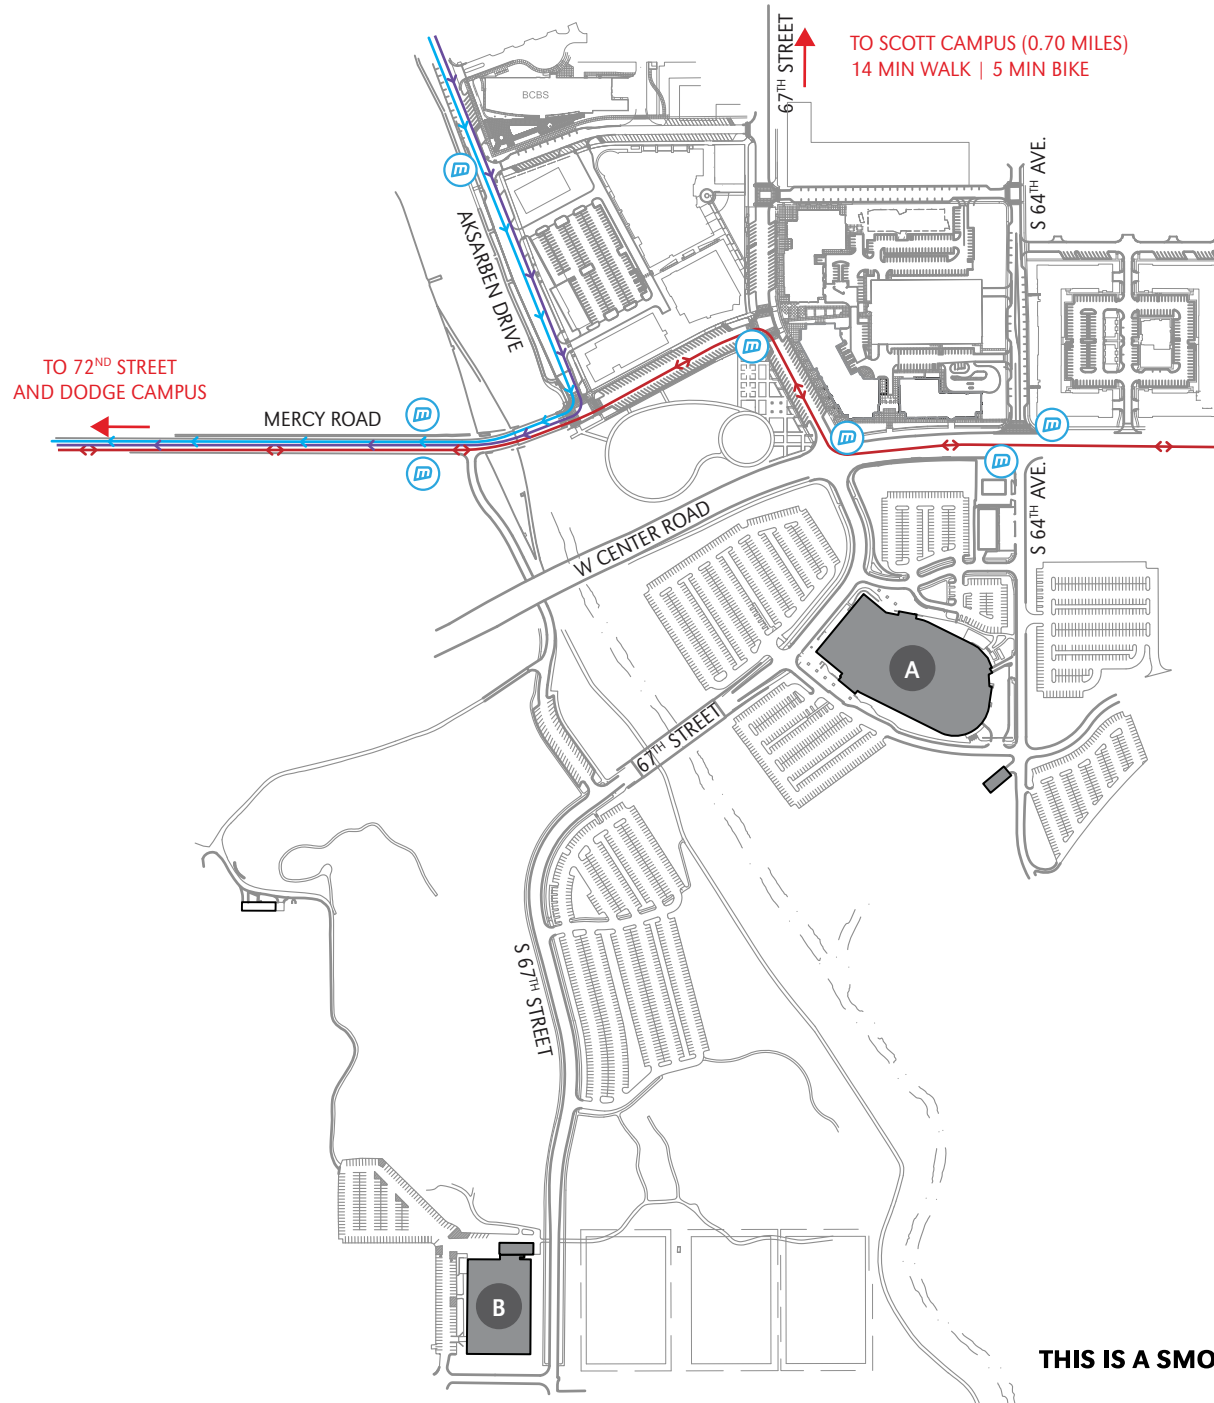 67TH STREET
TO SCOTT CAMPUS (0.70 MILES)
14 MIN WALK | 5 MIN BIKE
BCBS
S 64TH AVE.
AKSARBEN DRIVE
TO 72ND STREET
AND DODGE CAMPUS
MERCY ROAD
W CENTER ROAD
S 64TH AVE.
A
67TH STREET
S 67TH STREET
B
THIS IS A SMO